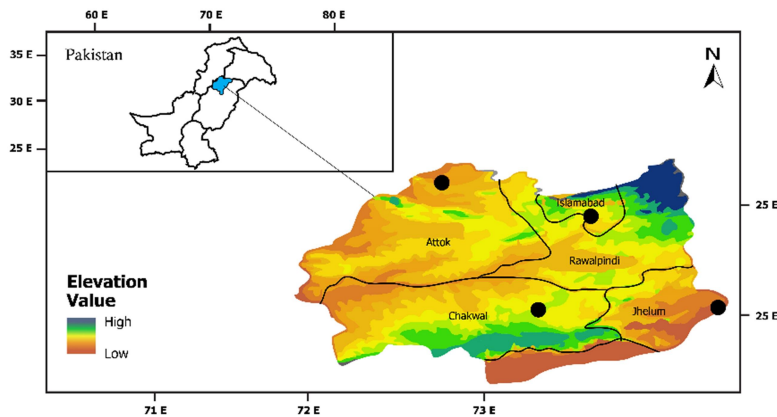 60 E 70 E 80 E
35 E
30 E
25 E
Pakistan
N
Islamabad
25 E
Attok
Rawalpindi
Elevation
Value
High
Low
Chakwal
Jhelum
25 E
71 E 72 E 73 E